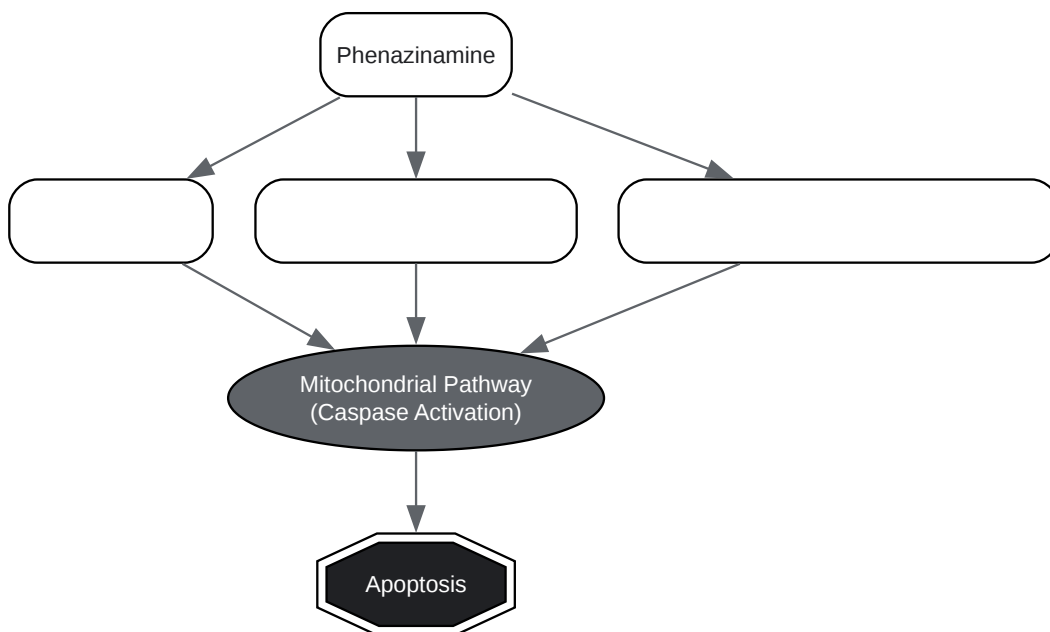 Phenazinamine
Mitochondrial Pathway
(Caspase Activation)
Apoptosis